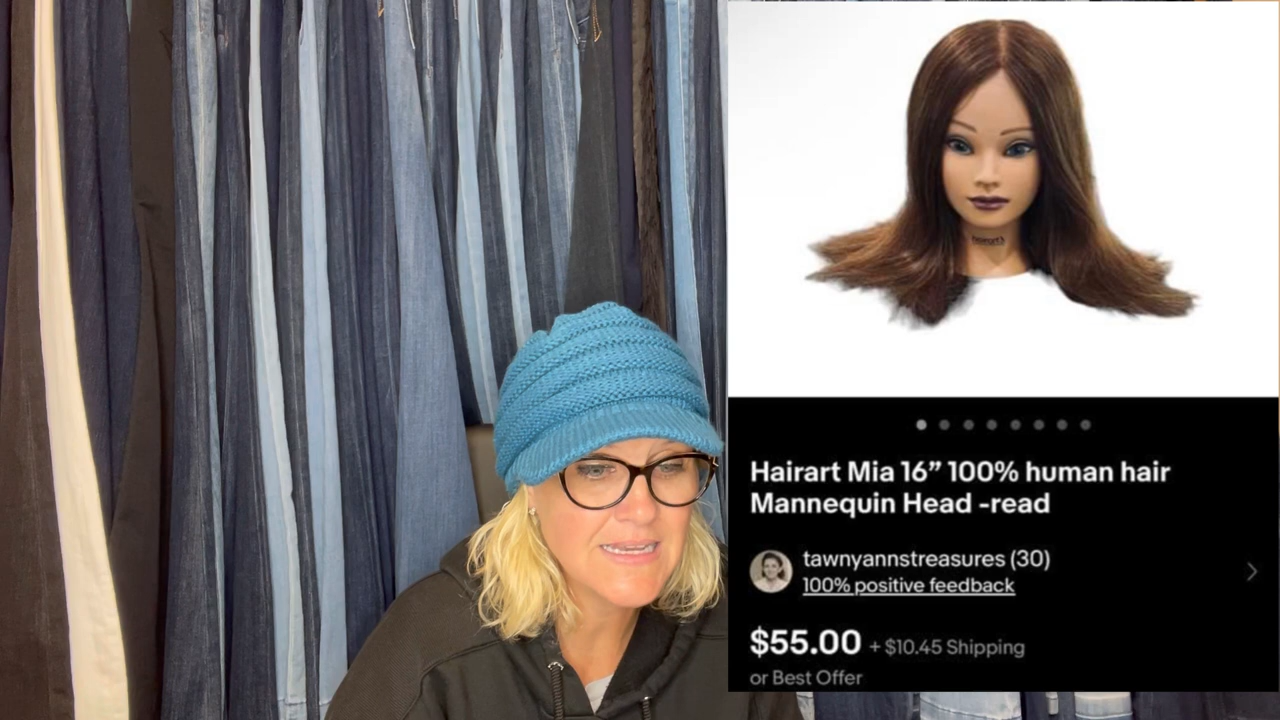 hairart
Hairart Mia 16” 100% human hair
Mannequin Head -read
tawnyannstreasures (30)
100% positive feedback
$55.00 + $10.45 Shipping
or Best Offer